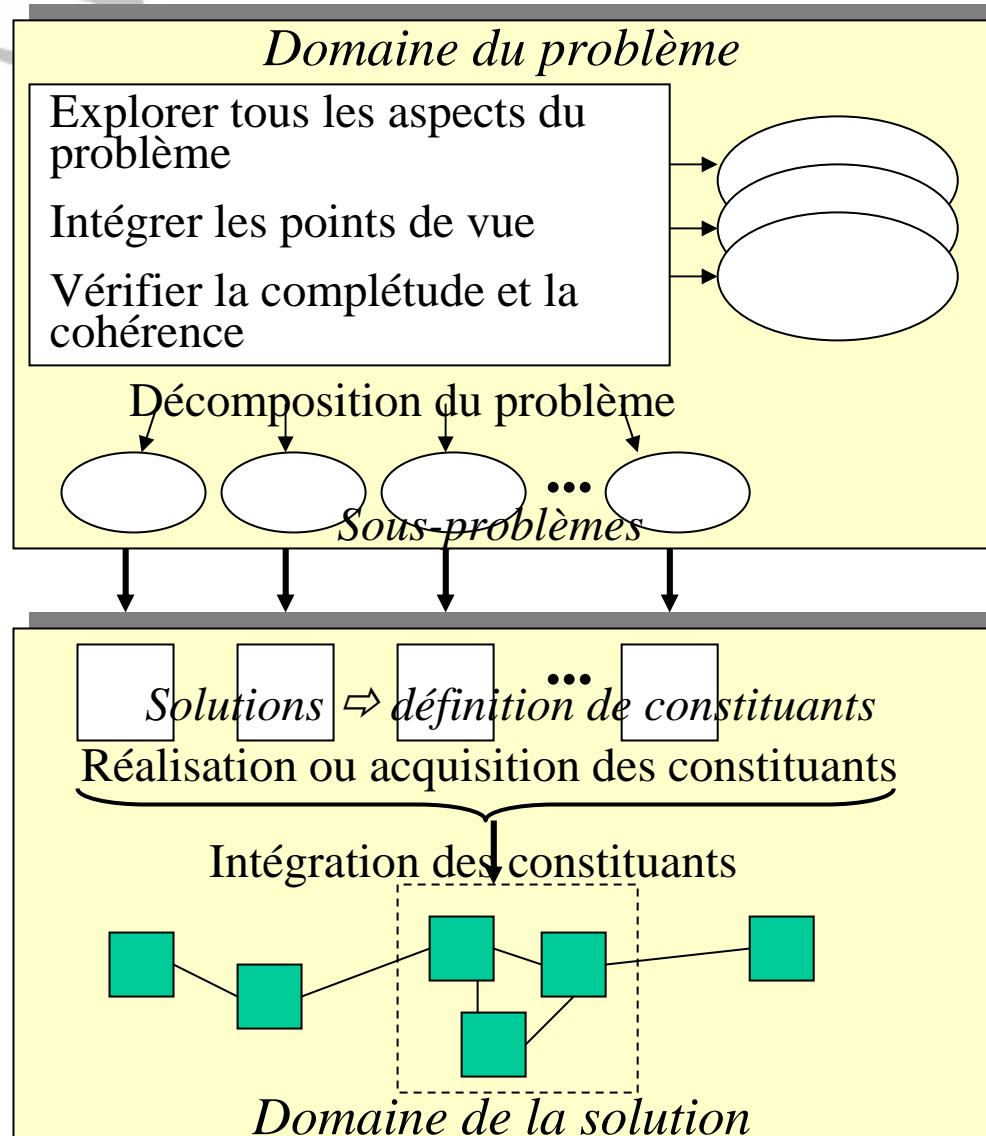 Domaine du problème
Explorer tous les aspects du
problème
Intégrer les points de vue
Vérifier la complétude et la
cohérence
Décomposition du problème
•••
Sous-problèmes
•••
Solutions ⇨ définition de constituants
Réalisation ou acquisition des constituants
Intégration des constituants
Domaine de la solution